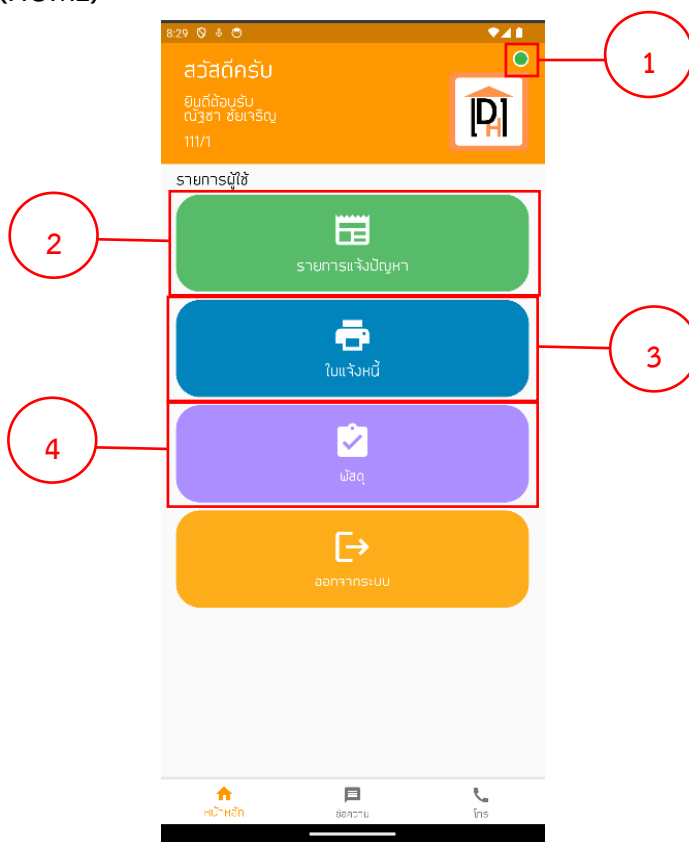 (HOME)
8:29
สวัสดีครับ
ยินดีต้อนรับ
ณัฐชา ชัยเจริญ
111/1
DH
1
รายการผู้ใช้
2
รายการแจ้งปัญหา
3
ใบแจ้งหนี้
4
พัสดุ
ออกจากระบบ
หน้าหลัก
ข้อความ
โทร